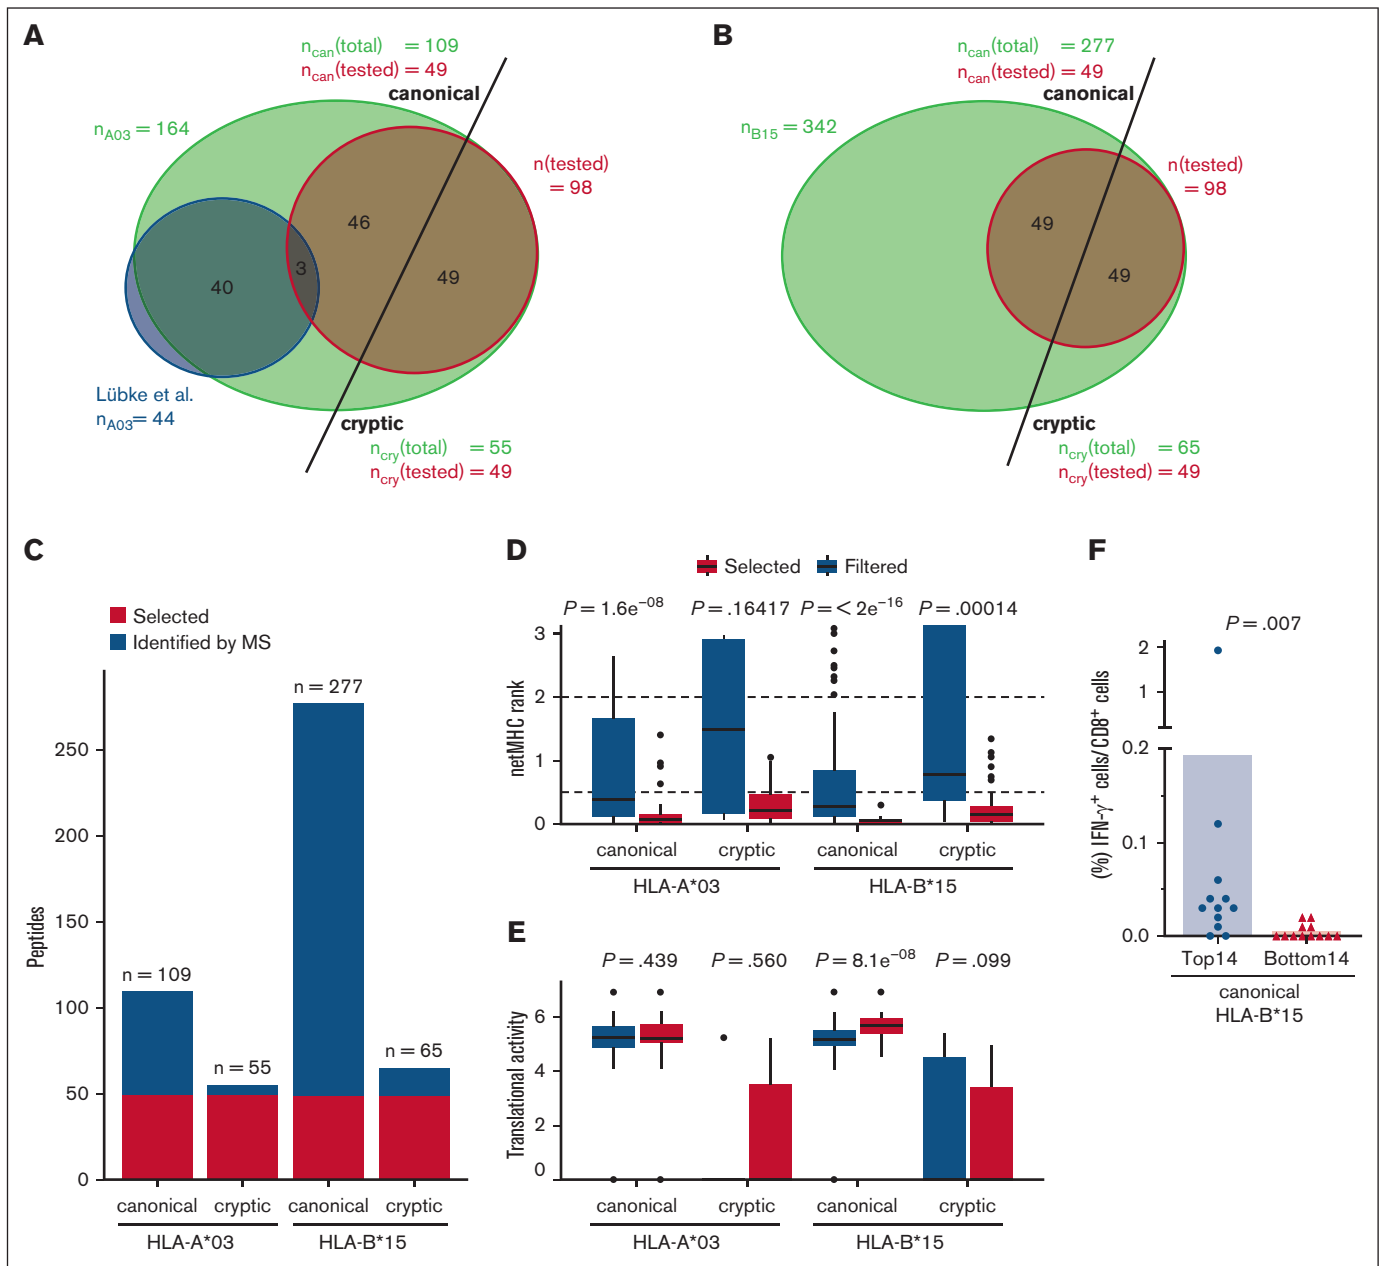 A
n_can(total) = 109
n_can(tested) = 49
canonical
n_A03 = 164
n(tested)
= 98
46
3
40
49
Lübke et al.
n_A03= 44
cryptic
n_cry(total) = 55
n_cry(tested) = 49
B
n_can(total) = 277
n_can(tested) = 49
canonical
n_B15 = 342
n(tested)
= 98
49
49
cryptic
n_cry(total) = 65
n_cry(tested) = 49
C
Selected
Identified by MS
Peptides
250
200
150
100
50
0
n = 109
n = 55
n = 277
n = 65
canonical cryptic canonical cryptic
HLA-A*03 HLA-B*15
D
Selected Filtered
P = 1.6e⁻⁰⁸ P = .16417 P = < 2e⁻¹⁶ P = .00014
netMHC rank
3
2
1
0
canonical cryptic canonical cryptic
HLA-A*03 HLA-B*15
E
P = .439 P = .560 P = 8.1e⁻⁰⁸ P = .099
Translational activity
6
4
2
0
canonical cryptic canonical cryptic
HLA-A*03 HLA-B*15
F
P = .007
(%) IFN-γ⁺ cells/CD8⁺ cells
2
1
0.2
0.1
0.0
Top14 Bottom14
canonical
HLA-B*15